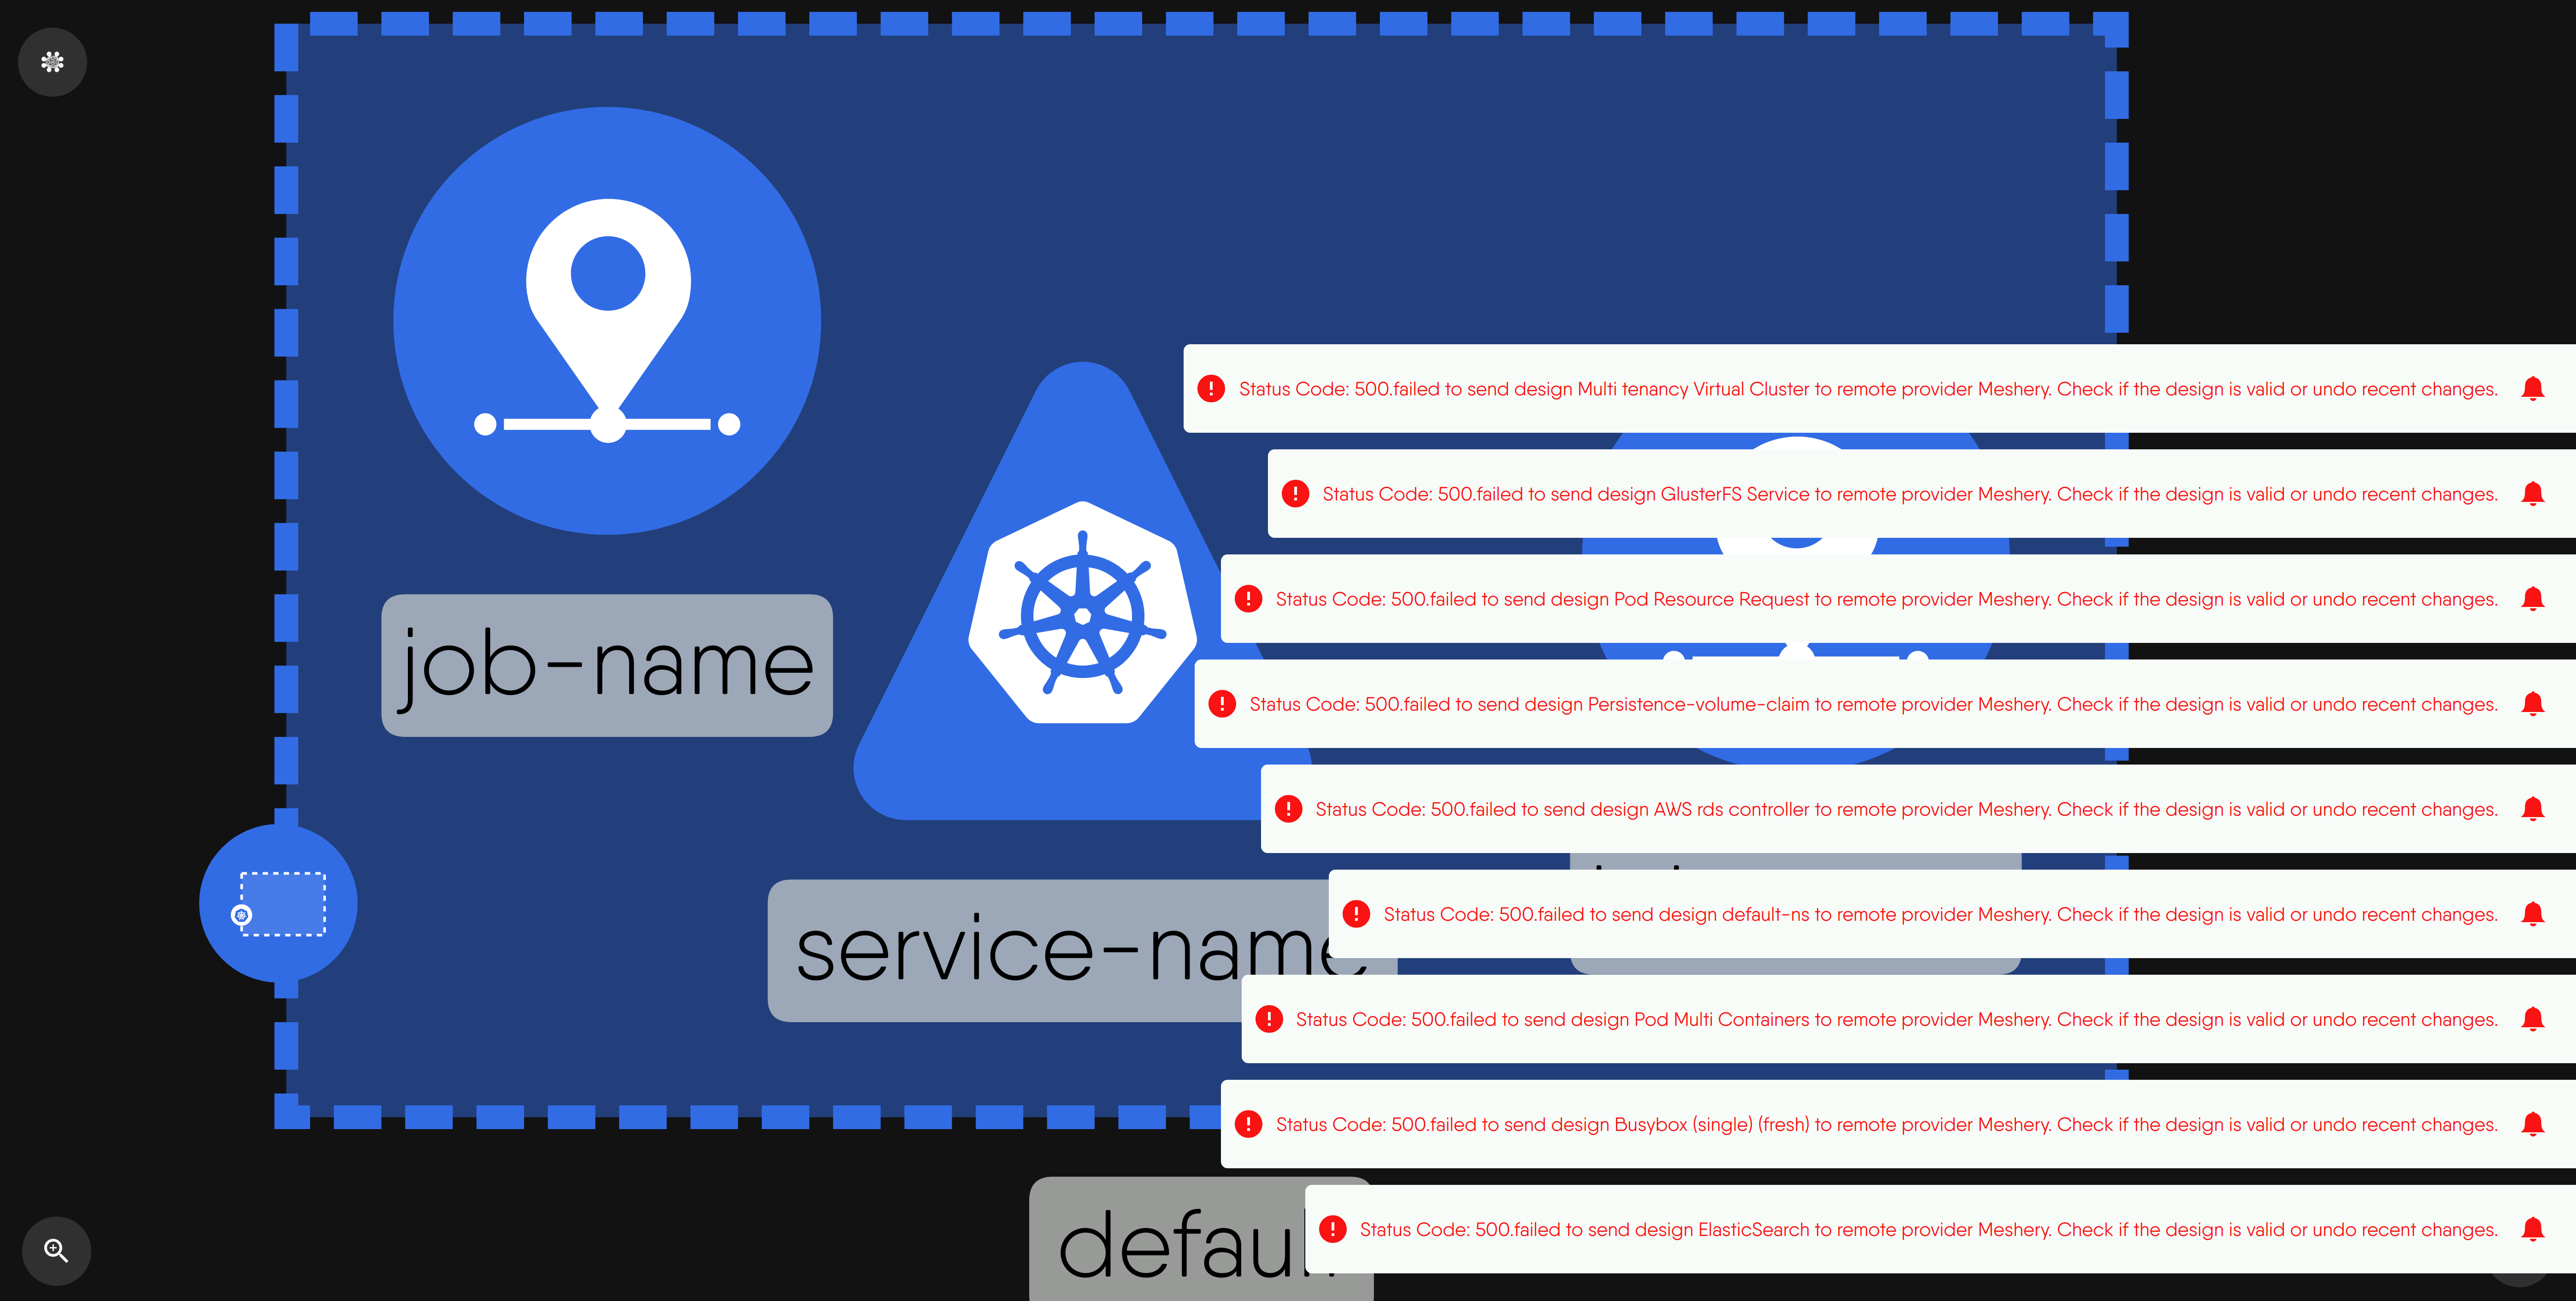 job-name
service-name
Status Code: 500.failed to send design Multi tenancy Virtual Cluster to remote provider Meshery. Check if the design is valid or undo recent changes.
Status Code: 500.failed to send design GlusterFS Service to remote provider Meshery. Check if the design is valid or undo recent changes.
Status Code: 500.failed to send design Pod Resource Request to remote provider Meshery. Check if the design is valid or undo recent changes.
Status Code: 500.failed to send design Persistence-volume-claim to remote provider Meshery. Check if the design is valid or undo recent changes.
Status Code: 500.failed to send design AWS rds controller to remote provider Meshery. Check if the design is valid or undo recent changes.
Status Code: 500.failed to send design default-ns to remote provider Meshery. Check if the design is valid or undo recent changes.
Status Code: 500.failed to send design Pod Multi Containers to remote provider Meshery. Check if the design is valid or undo recent changes.
Status Code: 500.failed to send design Busybox (single) (fresh) to remote provider Meshery. Check if the design is valid or undo recent changes.
Status Code: 500.failed to send design ElasticSearch to remote provider Meshery. Check if the design is valid or undo recent changes.